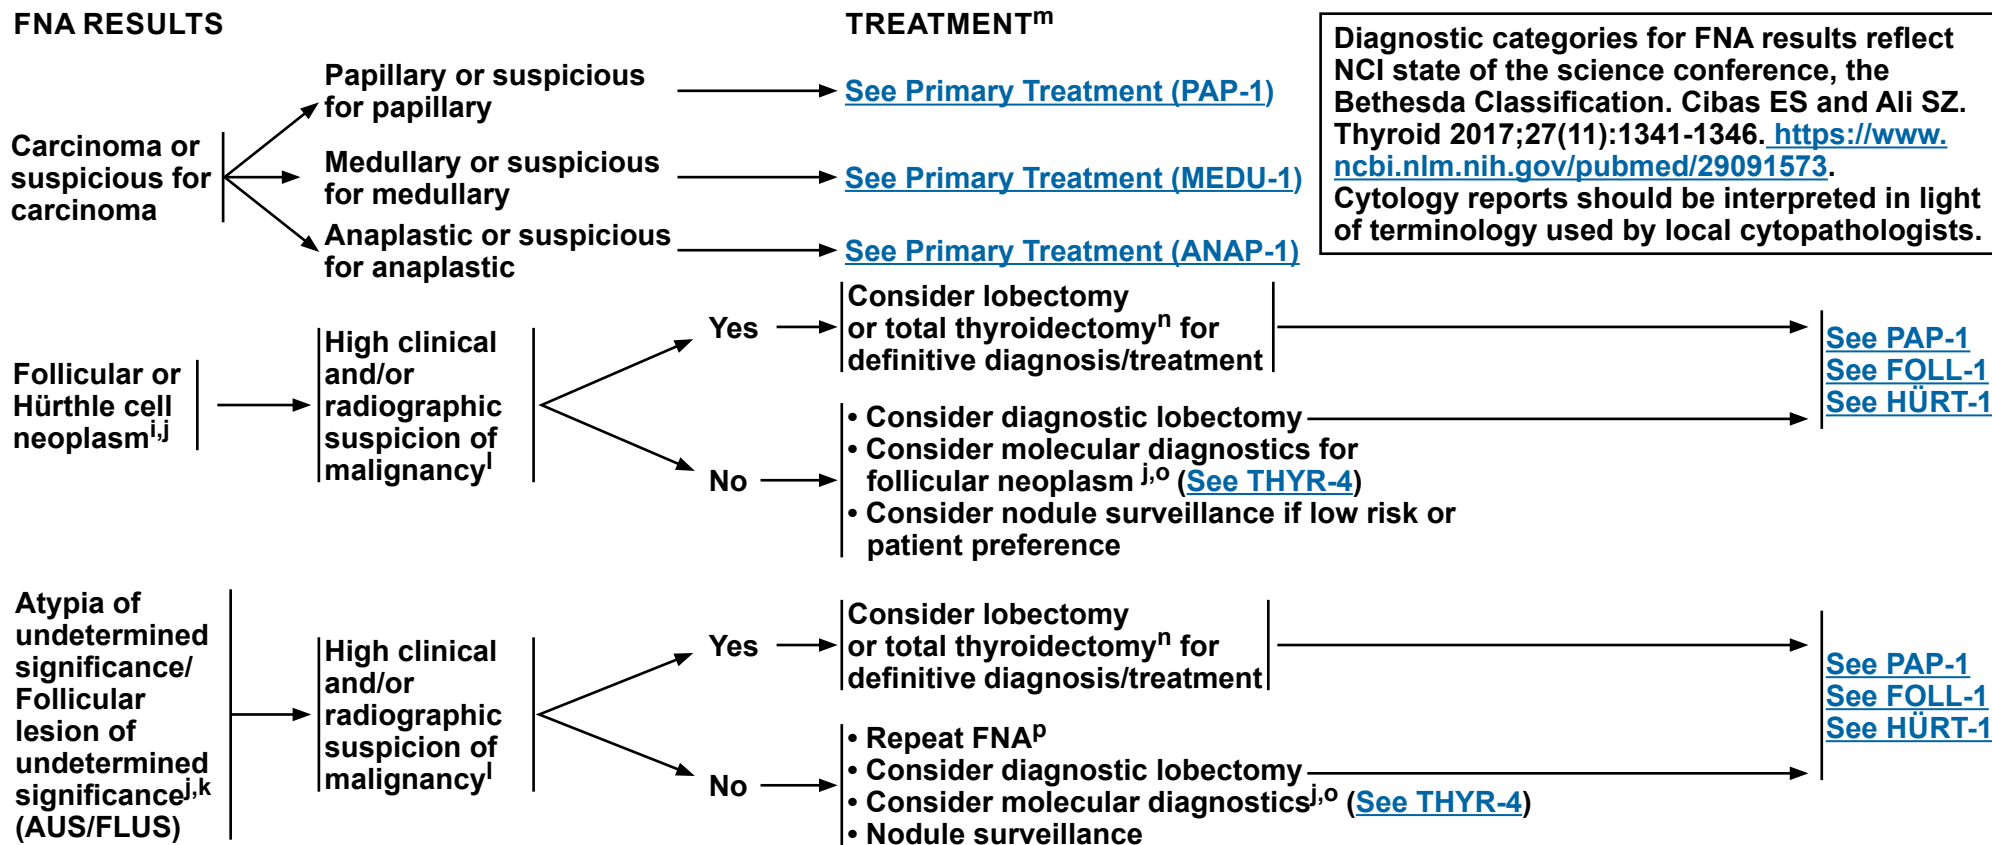 FNA RESULTS
TREATMENTm
Diagnostic categories for FNA results reflect
NCI state of the science conference, the
Bethesda Classification. Cibas ES and Ali SZ.
Thyroid 2017;27(11):1341-1346. https://www.
ncbi.nlm.nih.gov/pubmed/29091573.
Cytology reports should be interpreted in light
of terminology used by local cytopathologists.
Carcinoma or
suspicious for
carcinoma
Papillary or suspicious
for papillary
See Primary Treatment (PAP-1)
Medullary or suspicious
for medullary
See Primary Treatment (MEDU-1)
Anaplastic or suspicious
for anaplastic
See Primary Treatment (ANAP-1)
Follicular or
Hürthle cell
neoplasmi,j
High clinical
and/or
radiographic
suspicion of
malignancyl
Yes
Consider lobectomy
or total thyroidectomyn for
definitive diagnosis/treatment
No
• Consider diagnostic lobectomy
• Consider molecular diagnostics for
follicular neoplasm j,o (See THYR-4)
• Consider nodule surveillance if low risk or
patient preference
See PAP-1
See FOLL-1
See HÜRT-1
Atypia of
undetermined
significance/
Follicular
lesion of
undetermined
significancej,k
(AUS/FLUS)
High clinical
and/or
radiographic
suspicion of
malignancyl
Yes
Consider lobectomy
or total thyroidectomyn for
definitive diagnosis/treatment
No
• Repeat FNAp
• Consider diagnostic lobectomy
• Consider molecular diagnosticsj,o (See THYR-4)
• Nodule surveillance
See PAP-1
See FOLL-1
See HÜRT-1